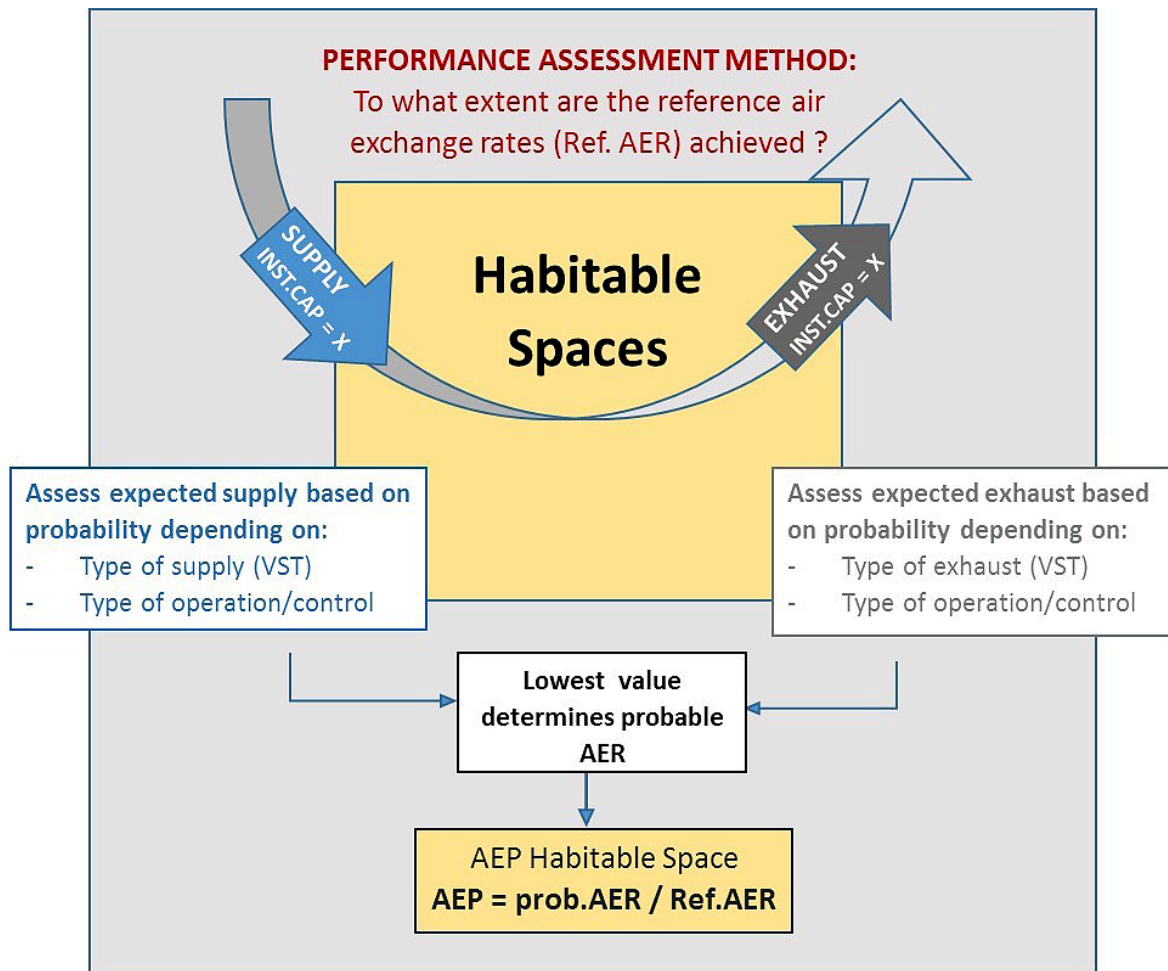 PERFORMANCE ASSESSMENT METHOD:
To what extent are the reference air
exchange rates (Ref. AER) achieved ?
SUPPLY
INST.CAP = X
Habitable
Spaces
EXHAUST
INST.CAP = X
Assess expected supply based on
probability depending on:
- Type of supply (VST)
- Type of operation/control
Assess expected exhaust based
on probability depending on:
- Type of exhaust (VST)
- Type of operation/control
Lowest value
determines probable
AER
AEP Habitable Space
AEP = prob.AER / Ref.AER